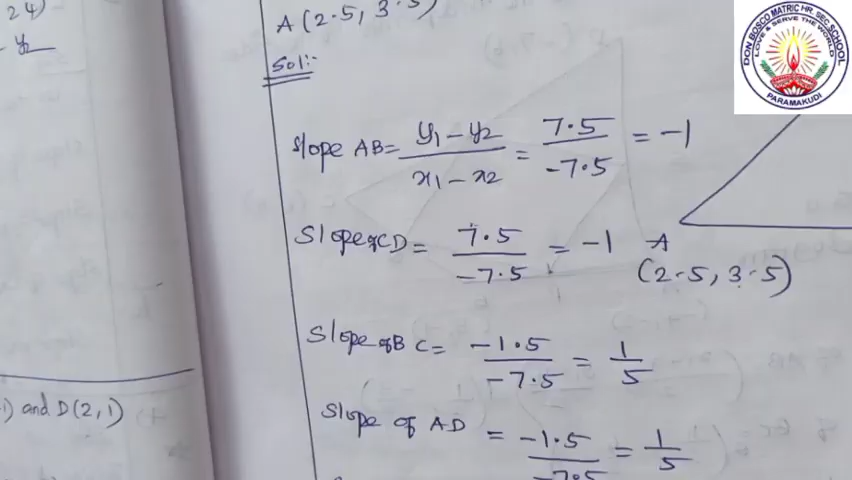 24)
- y2
1) and D(2,1)
A(2.5, 3.5)
Sol:-
Slope AB = y1 - y2 / x1 - x2 = 7.5 / -7.5 = -1
Slope of CD = 7.5 / -7.5 = -1
A
(2.5, 3.5)
Slope of BC = -1.5 / -7.5 = 1/5
Slope of AD = -1.5 / -7.5 = 1/5
DON BOSCO MATRIC HR. SEC. SCHOOL
LOVE & SERVE THE WORLD
PARAMAKUDI